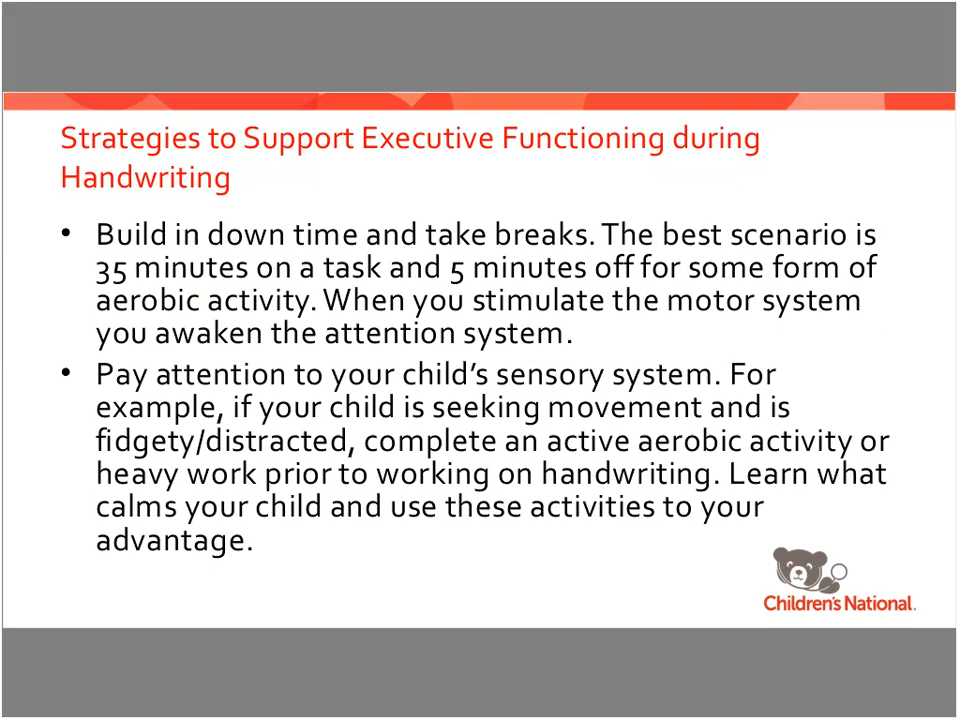 Strategies to Support Executive Functioning during
Handwriting
• Build in down time and take breaks. The best scenario is
35 minutes on a task and 5 minutes off for some form of
aerobic activity. When you stimulate the motor system
you awaken the attention system.
• Pay attention to your child’s sensory system. For
example, if your child is seeking movement and is
fidgety/distracted, complete an active aerobic activity or
heavy work prior to working on handwriting. Learn what
calms your child and use these activities to your
advantage.
Children's National.